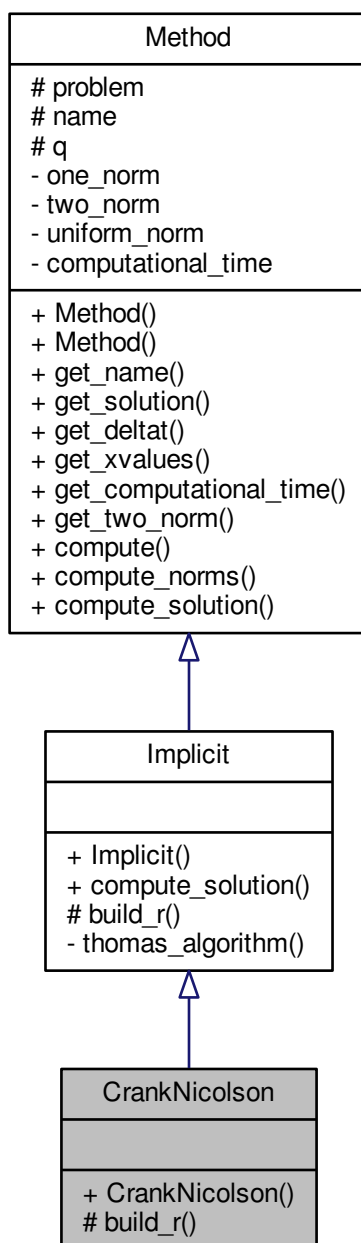 Method
# problem
# name
# q
- one_norm
- two_norm
- uniform_norm
- computational_time
+ Method()
+ Method()
+ get_name()
+ get_solution()
+ get_deltat()
+ get_xvalues()
+ get_computational_time()
+ get_two_norm()
+ compute()
+ compute_norms()
+ compute_solution()
Implicit
+ Implicit()
+ compute_solution()
# build_r()
- thomas_algorithm()
CrankNicolson
+ CrankNicolson()
# build_r()